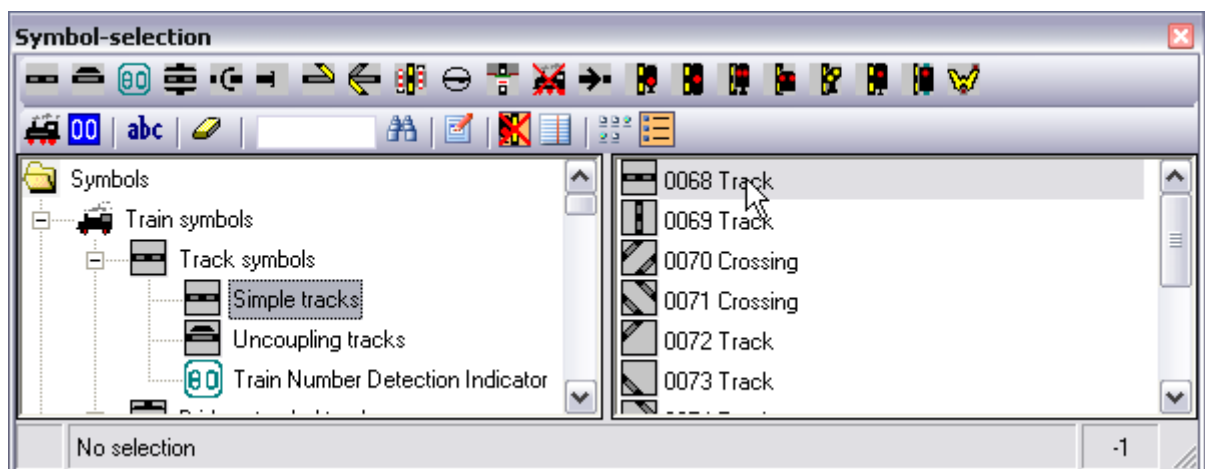 Symbol-selection
00
abc
Symbols
Train symbols
Track symbols
Simple tracks
Uncoupling tracks
Train Number Detection Indicator
0068 Track
0069 Track
0070 Crossing
0071 Crossing
0072 Track
0073 Track
No selection
-1